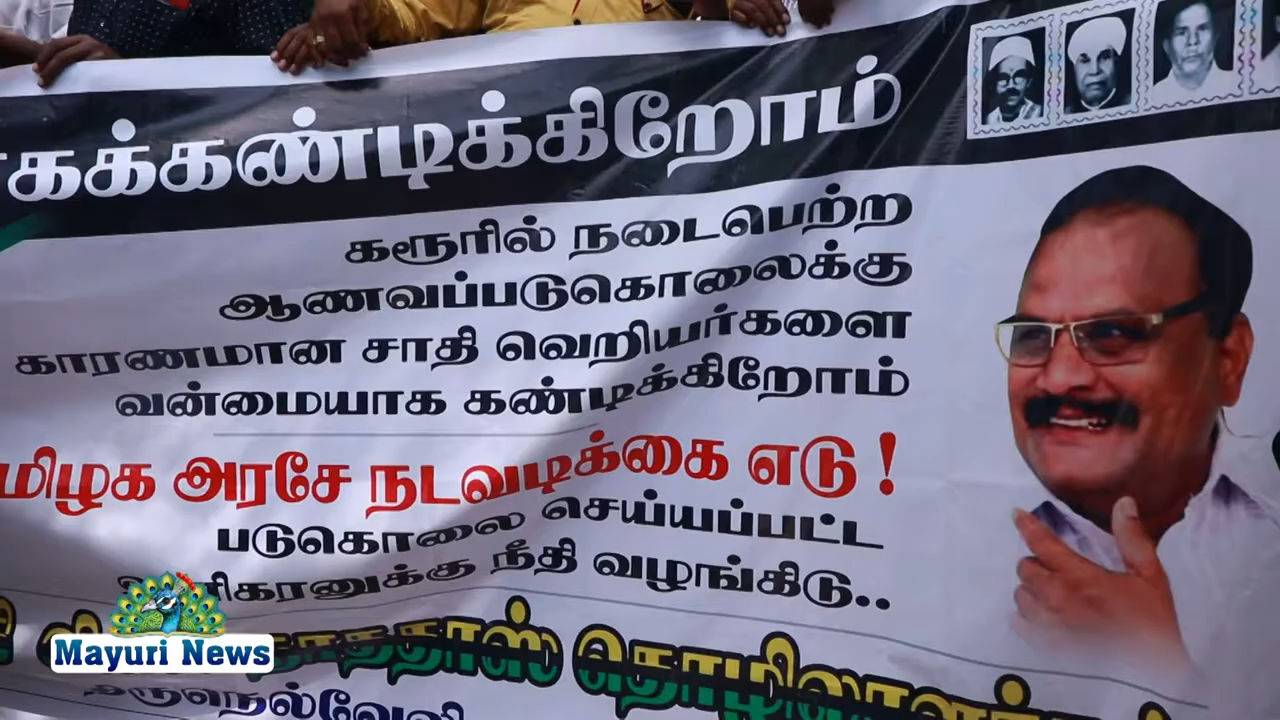 கக்கண்டிக்கிறோம்
கரூரில் நடைபெற்ற
ஆணவப்படுகொலைக்கு
காரணமான சாதி வெறியர்களை
வன்மையாக கண்டிக்கிறோம்
மிழக அரசே நடவடிக்கை எடு !
படுகொலை செய்யப்பட்ட
ரிகரனுக்கு நீதி வழங்கிடு..
Mayuri News